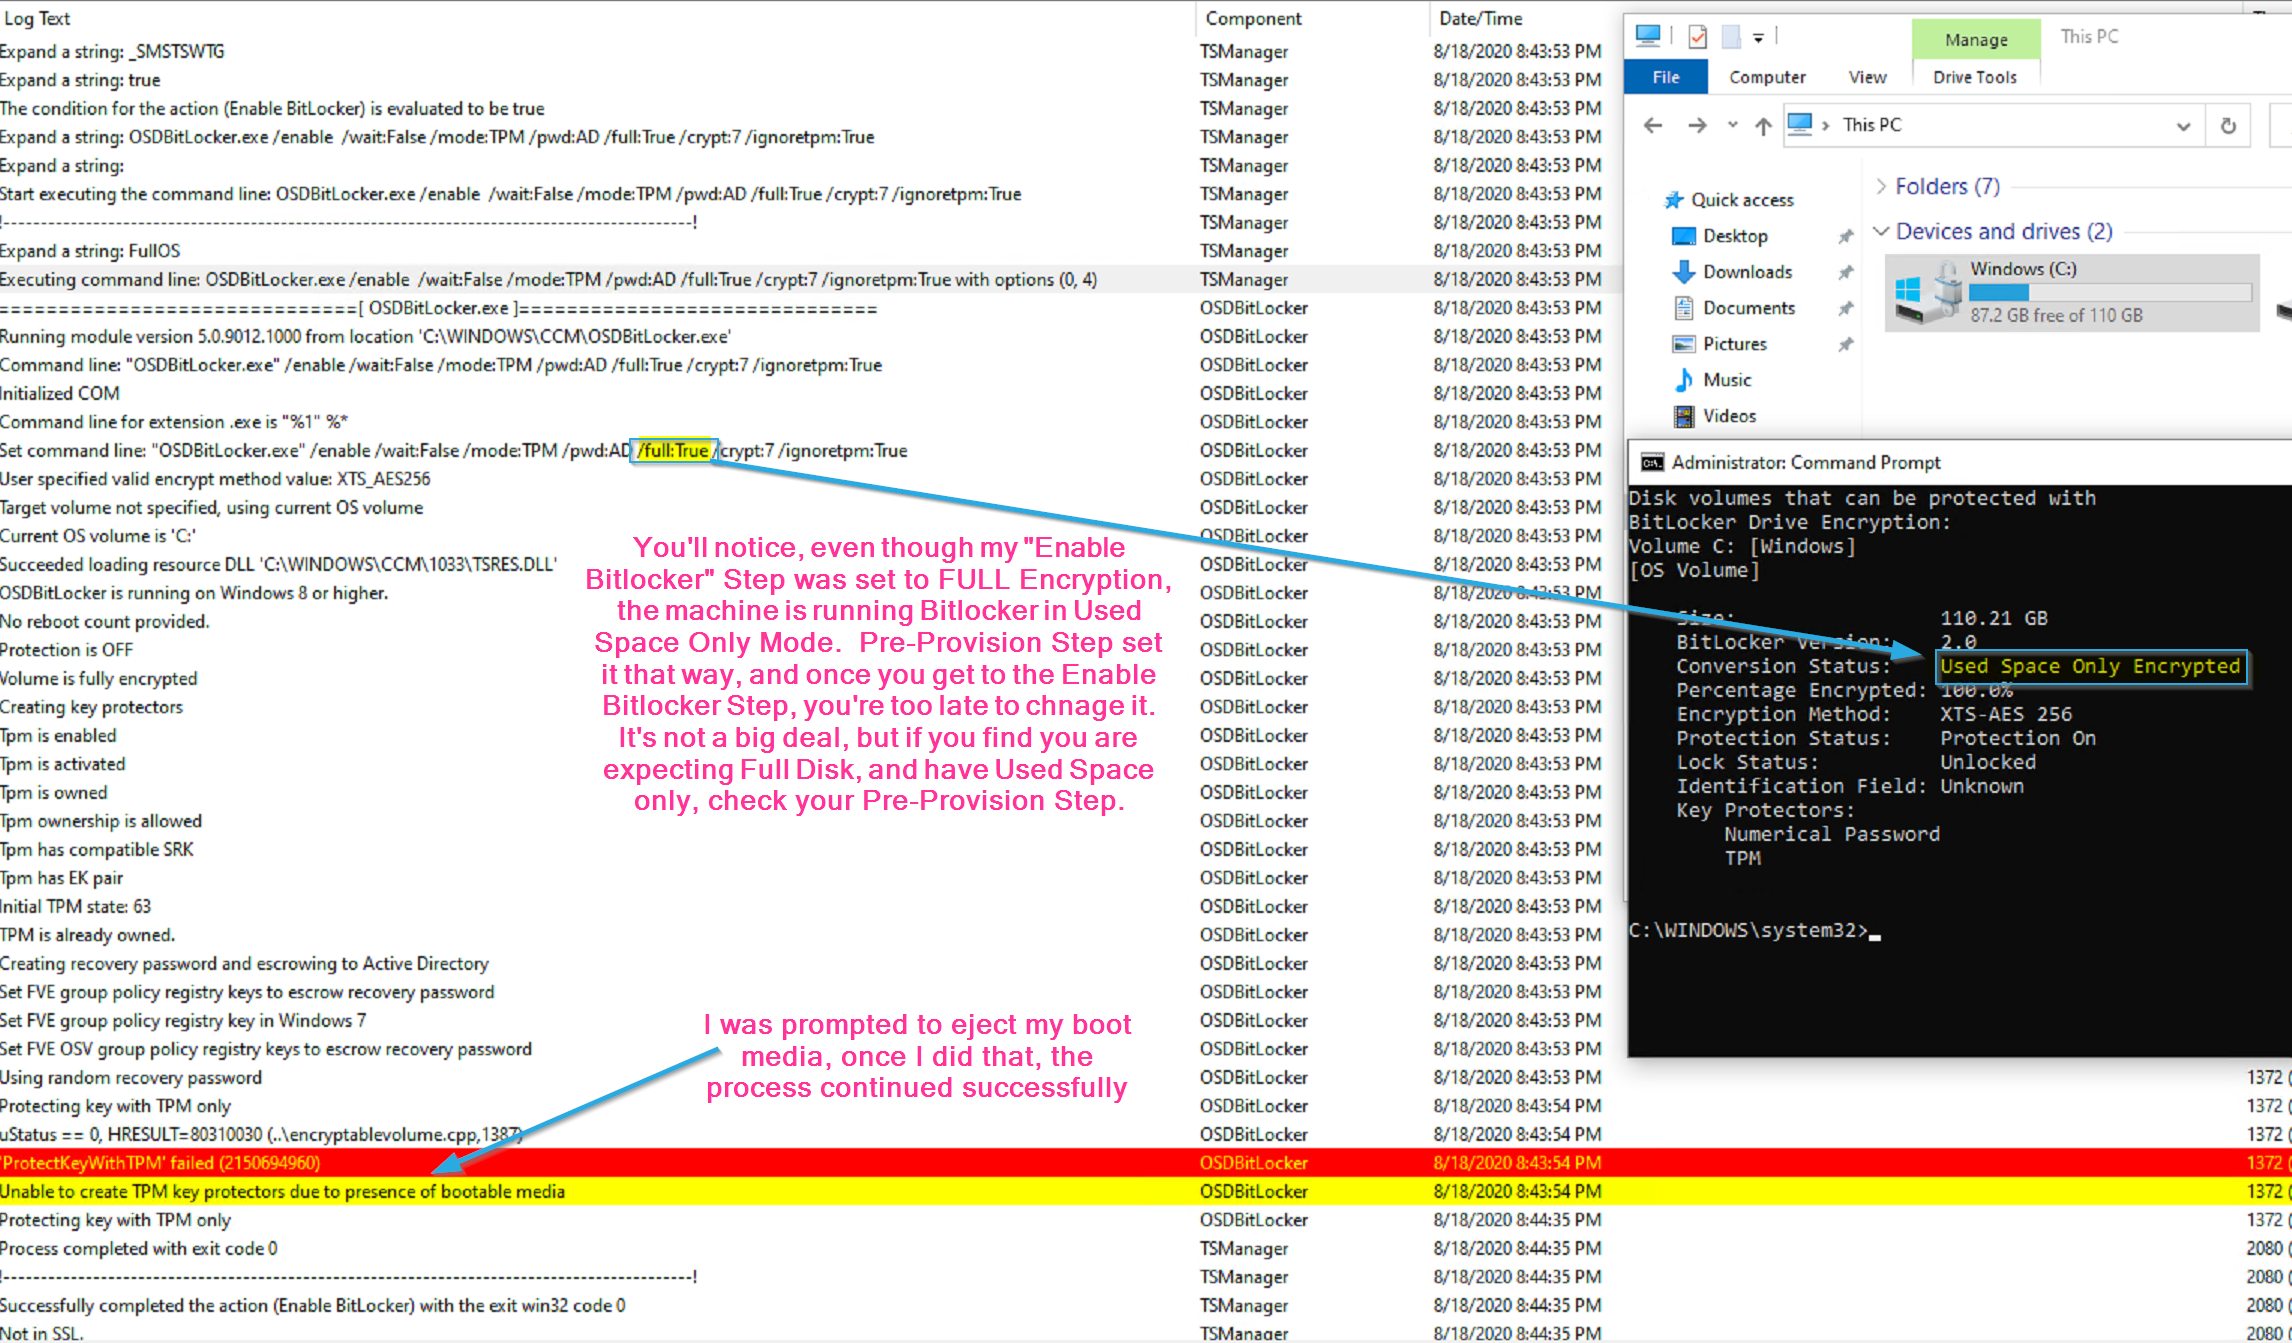 Log Text Component Date/Time
Expand a string: _SMSTSWTG TSManager 8/18/2020 8:43:53 PM
Expand a string: true TSManager 8/18/2020 8:43:53 PM
The condition for the action (Enable BitLocker) is evaluated to be true TSManager 8/18/2020 8:43:53 PM
Expand a string: OSDBitLocker.exe /enable /wait:False /mode:TPM /pwd:AD /full:True /crypt:7 /ignoretpm:True TSManager 8/18/2020 8:43:53 PM
Expand a string: TSManager 8/18/2020 8:43:53 PM
Start executing the command line: OSDBitLocker.exe /enable /wait:False /mode:TPM /pwd:AD /full:True /crypt:7 /ignoretpm:True TSManager 8/18/2020 8:43:53 PM
!--------------------------------------------------------------------------------------------! TSManager 8/18/2020 8:43:53 PM
Expand a string: FullOS TSManager 8/18/2020 8:43:53 PM
Executing command line: OSDBitLocker.exe /enable /wait:False /mode:TPM /pwd:AD /full:True /crypt:7 /ignoretpm:True with options (0, 4) TSManager 8/18/2020 8:43:53 PM
==============================[ OSDBitLocker.exe ]============================== OSDBitLocker 8/18/2020 8:43:53 PM
Running module version 5.0.9012.1000 from location 'C:\WINDOWS\CCM\OSDBitLocker.exe' OSDBitLocker 8/18/2020 8:43:53 PM
Command line: "OSDBitLocker.exe" /enable /wait:False /mode:TPM /pwd:AD /full:True /crypt:7 /ignoretpm:True OSDBitLocker 8/18/2020 8:43:53 PM
Initialized COM OSDBitLocker 8/18/2020 8:43:53 PM
Command line for extension .exe is "%1" %* OSDBitLocker 8/18/2020 8:43:53 PM
Set command line: "OSDBitLocker.exe" /enable /wait:False /mode:TPM /pwd:AD /full:True /crypt:7 /ignoretpm:True OSDBitLocker 8/18/2020 8:43:53 PM
User specified valid encrypt method value: XTS_AES256 OSDBitLocker 8/18/2020 8:43:53 PM
Target volume not specified, using current OS volume OSDBitLocker 8/18/2020 8:43:53 PM
Current OS volume is 'C:' OSDBitLocker 8/18/2020 8:43:53 PM
Succeeded loading resource DLL 'C:\WINDOWS\CCM\1033\TSRES.DLL' OSDBitLocker 8/18/2020 8:43:53 PM
OSDBitLocker is running on Windows 8 or higher. OSDBitLocker 8/18/2020 8:43:53 PM
No reboot count provided. OSDBitLocker 8/18/2020 8:43:53 PM
Protection is OFF OSDBitLocker 8/18/2020 8:43:53 PM
Volume is fully encrypted OSDBitLocker 8/18/2020 8:43:53 PM
Creating key protectors OSDBitLocker 8/18/2020 8:43:53 PM
Tpm is enabled OSDBitLocker 8/18/2020 8:43:53 PM
Tpm is activated OSDBitLocker 8/18/2020 8:43:53 PM
Tpm is owned OSDBitLocker 8/18/2020 8:43:53 PM
Tpm ownership is allowed OSDBitLocker 8/18/2020 8:43:53 PM
Tpm has compatible SRK OSDBitLocker 8/18/2020 8:43:53 PM
Tpm has EK pair OSDBitLocker 8/18/2020 8:43:53 PM
Initial TPM state: 63 OSDBitLocker 8/18/2020 8:43:53 PM
TPM is already owned. OSDBitLocker 8/18/2020 8:43:53 PM
Creating recovery password and escrowing to Active Directory OSDBitLocker 8/18/2020 8:43:53 PM
Set FVE group policy registry keys to escrow recovery password OSDBitLocker 8/18/2020 8:43:53 PM
Set FVE group policy registry key in Windows 7 OSDBitLocker 8/18/2020 8:43:53 PM
Set FVE OSV group policy registry keys to escrow recovery password OSDBitLocker 8/18/2020 8:43:53 PM
Using random recovery password OSDBitLocker 8/18/2020 8:43:53 PM 1372 (
Protecting key with TPM only OSDBitLocker 8/18/2020 8:43:54 PM 1372 (
uStatus == 0, HRESULT=80310030 (..\encryptablevolume.cpp,1387) OSDBitLocker 8/18/2020 8:43:54 PM 1372 (
'ProtectKeyWithTPM' failed (2150694960) OSDBitLocker 8/18/2020 8:43:54 PM 1372 (
Unable to create TPM key protectors due to presence of bootable media OSDBitLocker 8/18/2020 8:43:54 PM 1372 (
Protecting key with TPM only OSDBitLocker 8/18/2020 8:44:35 PM 1372 (
Process completed with exit code 0 TSManager 8/18/2020 8:44:35 PM 2080 (
!--------------------------------------------------------------------------------------------! TSManager 8/18/2020 8:44:35 PM 2080 (
Successfully completed the action (Enable BitLocker) with the exit win32 code 0 TSManager 8/18/2020 8:44:35 PM 2080 (
Not in SSL. TSManager 8/18/2020 8:44:35 PM 2080 (
You'll notice, even though my "Enable
Bitlocker" Step was set to FULL Encryption,
the machine is running Bitlocker in Used
Space Only Mode. Pre-Provision Step set
it that way, and once you get to the Enable
Bitlocker Step, you're too late to chnage it.
It's not a big deal, but if you find you are
expecting Full Disk, and have Used Space
only, check your Pre-Provision Step.
I was prompted to eject my boot
media, once I did that, the
process continued successfully
Manage This PC
File Computer View Drive Tools
This PC
Quick access
Desktop
Downloads
Documents
Pictures
Music
Videos
Folders (7)
Devices and drives (2)
Windows (C:)
87.2 GB free of 110 GB
Administrator: Command Prompt
Disk volumes that can be protected with
BitLocker Drive Encryption:
Volume C: [Windows]
[OS Volume]
Size: 110.21 GB
BitLocker Version: 2.0
Conversion Status: Used Space Only Encrypted
Percentage Encrypted: 100.0%
Encryption Method: XTS-AES 256
Protection Status: Protection On
Lock Status: Unlocked
Identification Field: Unknown
Key Protectors:
Numerical Password
TPM
C:\WINDOWS\system32>